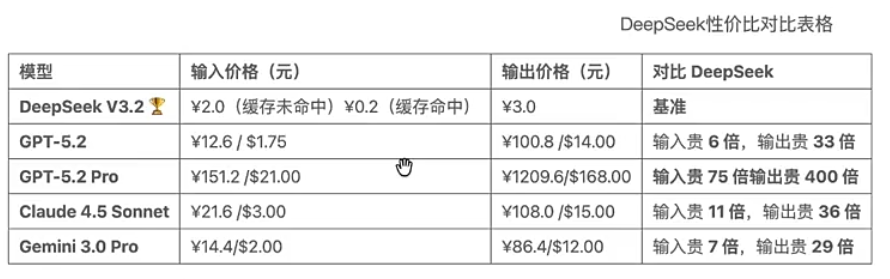 DeepSeek性价比对比表格
模型 输入价格（元） 输出价格（元） 对比 DeepSeek
DeepSeek V3.2 🏆 ¥2.0（缓存未命中）¥0.2（缓存命中） ¥3.0 基准
GPT-5.2 ¥12.6 / $1.75 ¥100.8 /$14.00 输入贵 6 倍，输出贵 33 倍
GPT-5.2 Pro ¥151.2 /$21.00 ¥1209.6/$168.00 输入贵 75 倍输出贵 400 倍
Claude 4.5 Sonnet ¥21.6 /$3.00 ¥108.0 /$15.00 输入贵 11 倍，输出贵 36 倍
Gemini 3.0 Pro ¥14.4/$2.00 ¥86.4/$12.00 输入贵 7 倍，输出贵 29 倍